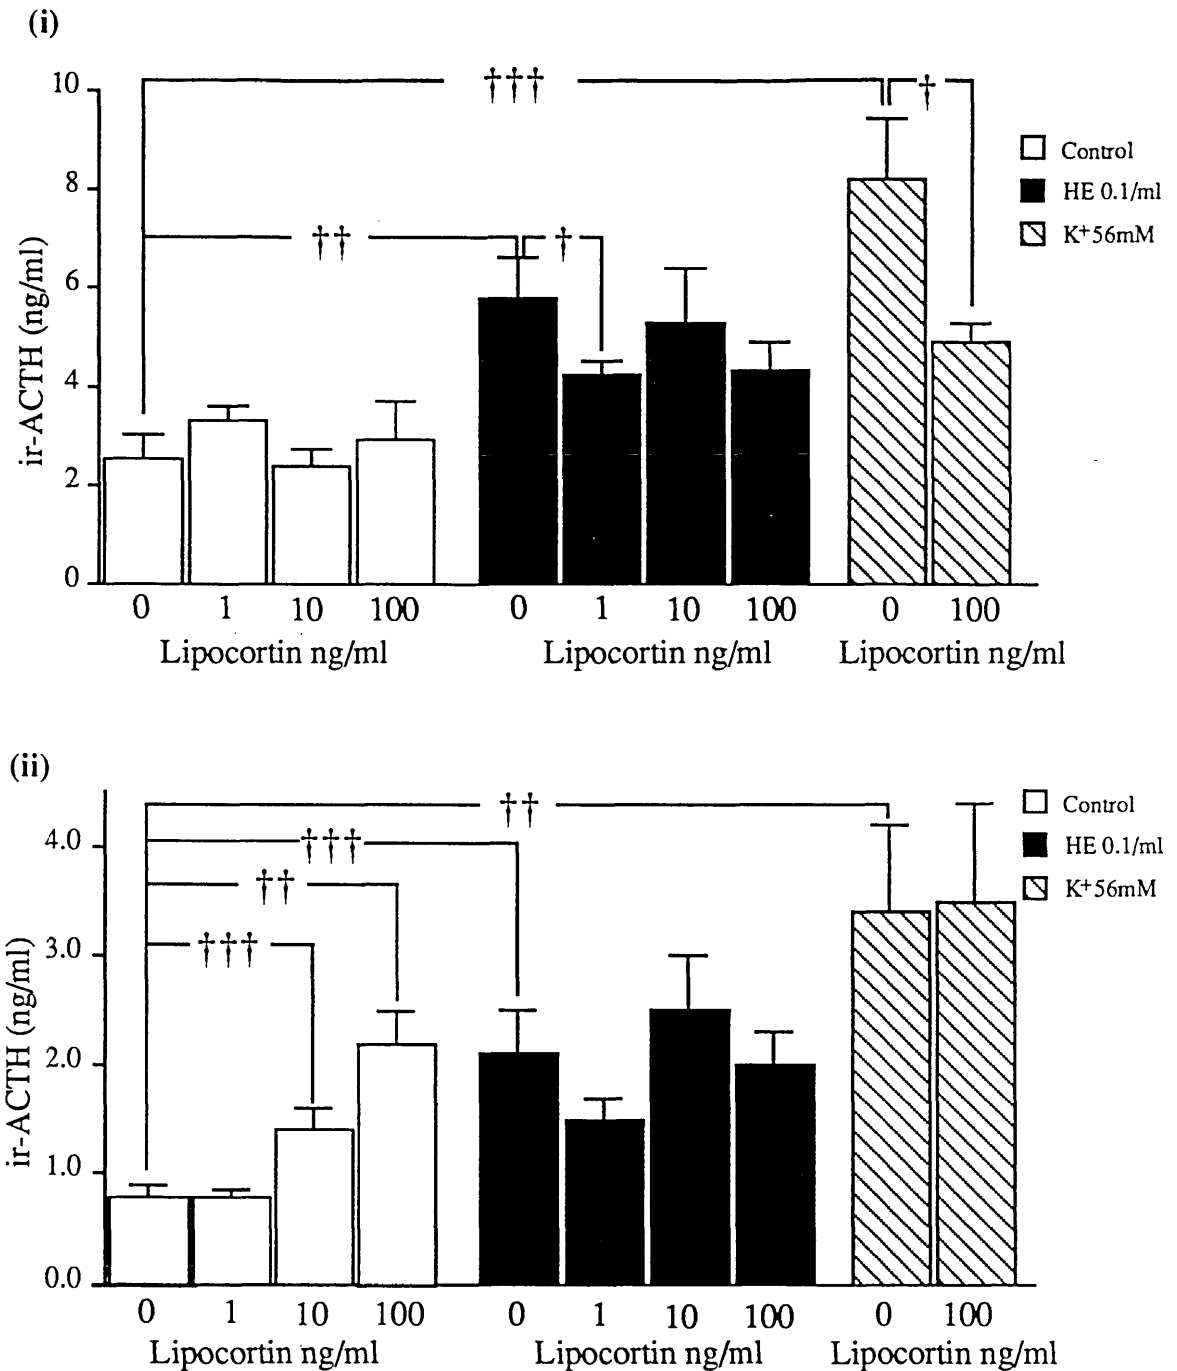 (i)
10
8
6
4
2
0
ir-ACTH (ng/ml)
†††
†
††
†
Control
HE 0.1/ml
K+56mM
0 1 10 100 0 1 10 100 0 100
Lipocortin ng/ml Lipocortin ng/ml Lipocortin ng/ml
(ii)
4.0
3.0
2.0
1.0
0.0
ir-ACTH (ng/ml)
††
†††
††
†††
Control
HE 0.1/ml
K+56mM
0 1 10 100 0 1 10 100 0 100
Lipocortin ng/ml Lipocortin ng/ml Lipocortin ng/ml